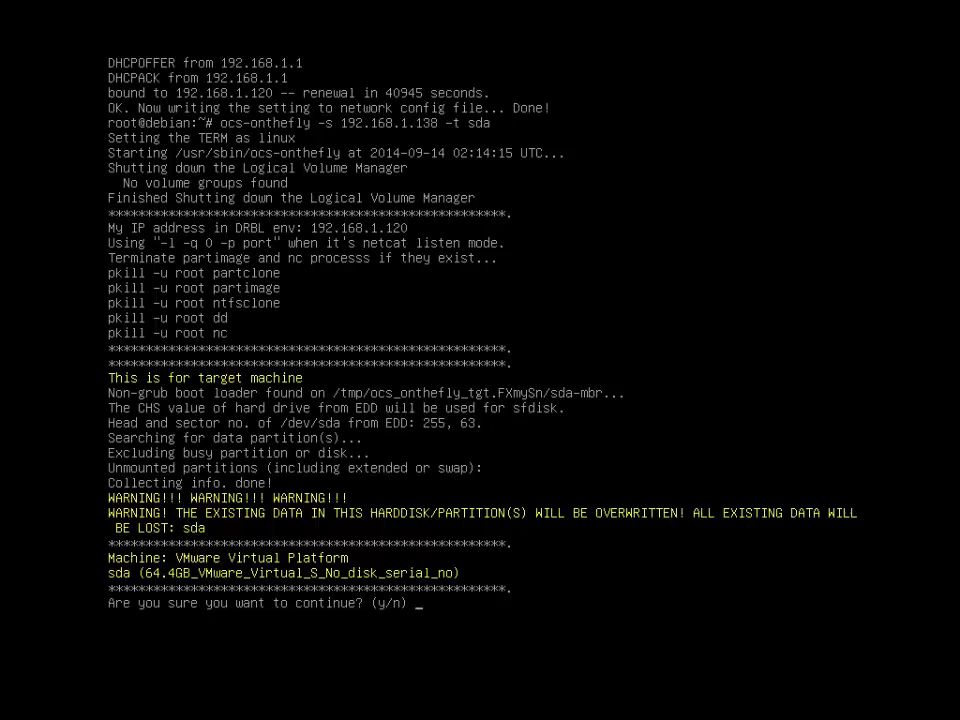 DHCPOFFER from 192.168.1.1
DHCPACK from 192.168.1.1
bound to 192.168.1.120 -- renewal in 40945 seconds.
OK. Now writing the setting to network config file... Done!
root@debian:~# ocs-onthefly -s 192.168.1.138 -t sda
Setting the TERM as linux
Starting /usr/sbin/ocs-onthefly at 2014-09-14 02:14:15 UTC...
Shutting down the Logical Volume Manager
  No volume groups found
Finished Shutting down the Logical Volume Manager
*****************************************************.
My IP address in DRBL env: 192.168.1.120
Using "-l -q 0 -p port" when it's netcat listen mode.
Terminate partimage and nc processs if they exist...
pkill -u root partclone
pkill -u root partimage
pkill -u root ntfsclone
pkill -u root dd
pkill -u root nc
*****************************************************.
*****************************************************.
This is for target machine
Non-grub boot loader found on /tmp/ocs_onthefly_tgt.FXmySn/sda-mbr...
The CHS value of hard drive from EDD will be used for sfdisk.
Head and sector no. of /dev/sda from EDD: 255, 63.
Searching for data partition(s)...
Excluding busy partition or disk...
Unmounted partitions (including extended or swap):
Collecting info. done!
WARNING!!! WARNING!!! WARNING!!!
WARNING! THE EXISTING DATA IN THIS HARDDISK/PARTITION(S) WILL BE OVERWRITTEN! ALL EXISTING DATA WILL
 BE LOST: sda
*****************************************************.
Machine: VMware Virtual Platform
sda (64.4GB_VMware_Virtual_S_No_disk_serial_no)
*****************************************************.
Are you sure you want to continue? (y/n) _